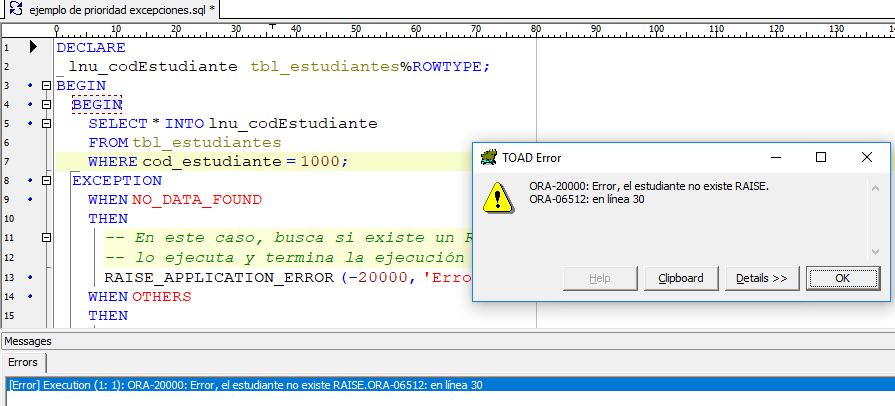 ejemplo de prioridad excepciones.sql *
0 10 20 30 40 50 60 70 80 90 100 110 120 130
1 DECLARE
2 lnu_codEstudiante tbl_estudiantes%ROWTYPE;
3 BEGIN
4 BEGIN
5 SELECT * INTO lnu_codEstudiante
6 FROM tbl_estudiantes
7 WHERE cod_estudiante = 1000;
8 EXCEPTION
9 WHEN NO_DATA_FOUND
10 THEN
11 -- En este caso, busca si existe un
12 -- lo ejecuta y termina la ejecución
13 RAISE_APPLICATION_ERROR (-20000, 'Erro
14 WHEN OTHERS
15 THEN
TOAD Error
ORA-20000: Error, el estudiante no existe RAISE.
ORA-06512: en línea 30
Help Clipboard Details >> OK
Messages
Errors
[Error] Execution (1: 1): ORA-20000: Error, el estudiante no existe RAISE.ORA-06512: en línea 30